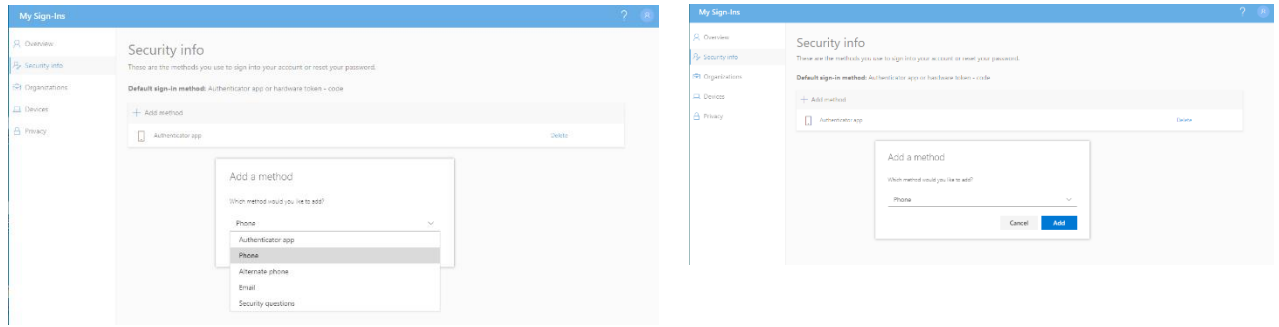 My Sign-Ins
?
R
Overview
Security info
Organizations
Devices
Privacy
Security info
These are the methods you use to sign into your account or reset your password.
Default sign-in method: Authenticator app or hardware token - code
+ Add method
Authenticator app
Delete
Add a method
Which method would you like to add?
Phone
Authenticator app
Phone
Alternate phone
Email
Security questions
My Sign-Ins
?
R
Overview
Security info
Organizations
Devices
Privacy
Security info
These are the methods you use to sign into your account or reset your password.
Default sign-in method: Authenticator app or hardware token - code
+ Add method
Authenticator app
Delete
Add a method
Which method would you like to add?
Phone
Cancel
Add